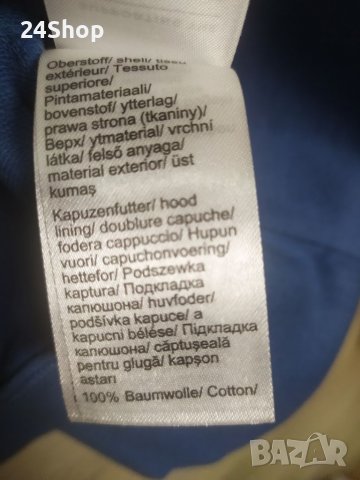 24Shop
Oberstoff/ shell/ tissu
extérieur/ Tessuto
superiore/
Pintamateriaali/
bovenstof/ ytterlag/
prawa strona (tkaniny)/
Верх/ ytmaterial/ vrchní
látka/ felső anyaga/
material exterior/ üst
kumaş
Kapuzenfutter/ hood
lining/ doublure capuche/
fodera cappuccio/ Hupun
vuori/ capuchonvoering/
hettefor/ Podszewka
kaptura/ Подкладка
капюшона/ huvfoder/
podšívka kapuce/ a
kapucni bélése/ Підкладка
капюшона/ căptușeală
pentru glugă/ kapşon
astarı
100% Baumwolle/ Cotton/
BAZAR